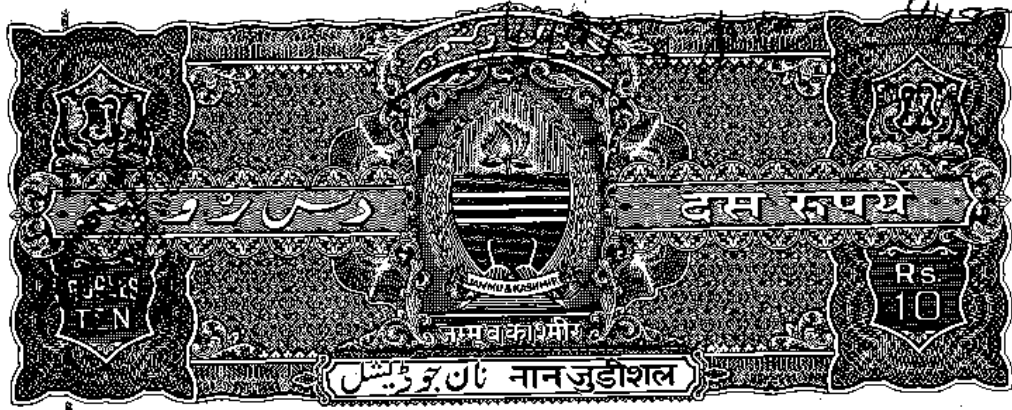 دس روپے
दस रूपये
RUPEES
TEN
Rs.
10
JAMMU & KASHMIR
जम्मू व काश्मीर
نان جوڈیشل नान जुडीशल